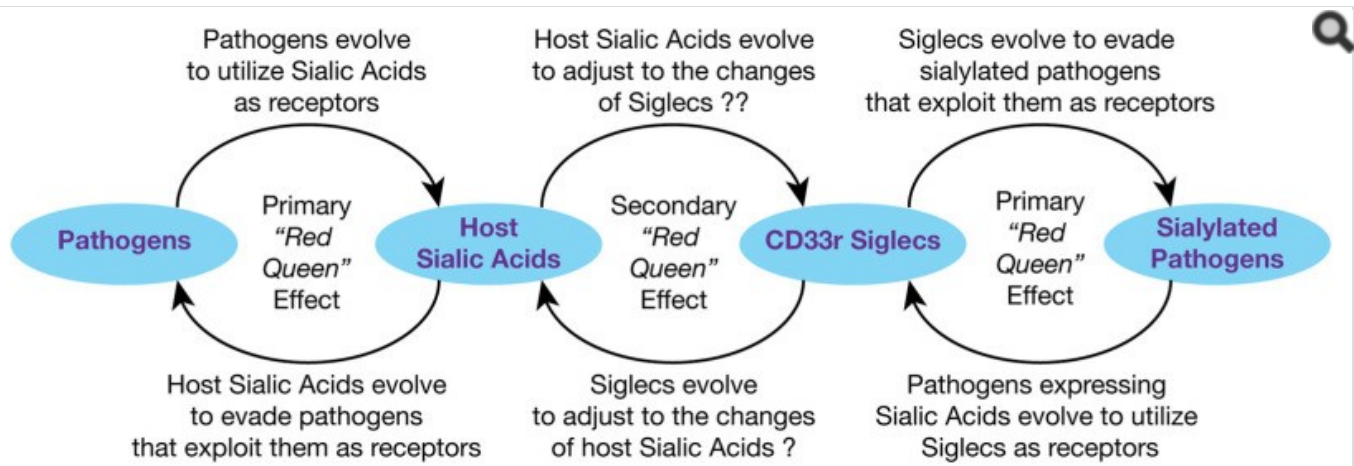 Pathogens evolve
to utilize Sialic Acids
as receptors
Host Sialic Acids evolve
to adjust to the changes
of Siglecs ??
Siglecs evolve to evade
sialylated pathogens
that exploit them as receptors
Pathogens
Primary
“Red
Queen”
Effect
Host
Sialic Acids
Secondary
“Red
Queen”
Effect
CD33r Siglecs
Primary
“Red
Queen”
Effect
Sialylated
Pathogens
Host Sialic Acids evolve
to evade pathogens
that exploit them as receptors
Siglecs evolve
to adjust to the changes
of host Sialic Acids ?
Pathogens expressing
Sialic Acids evolve to utilize
Siglecs as receptors